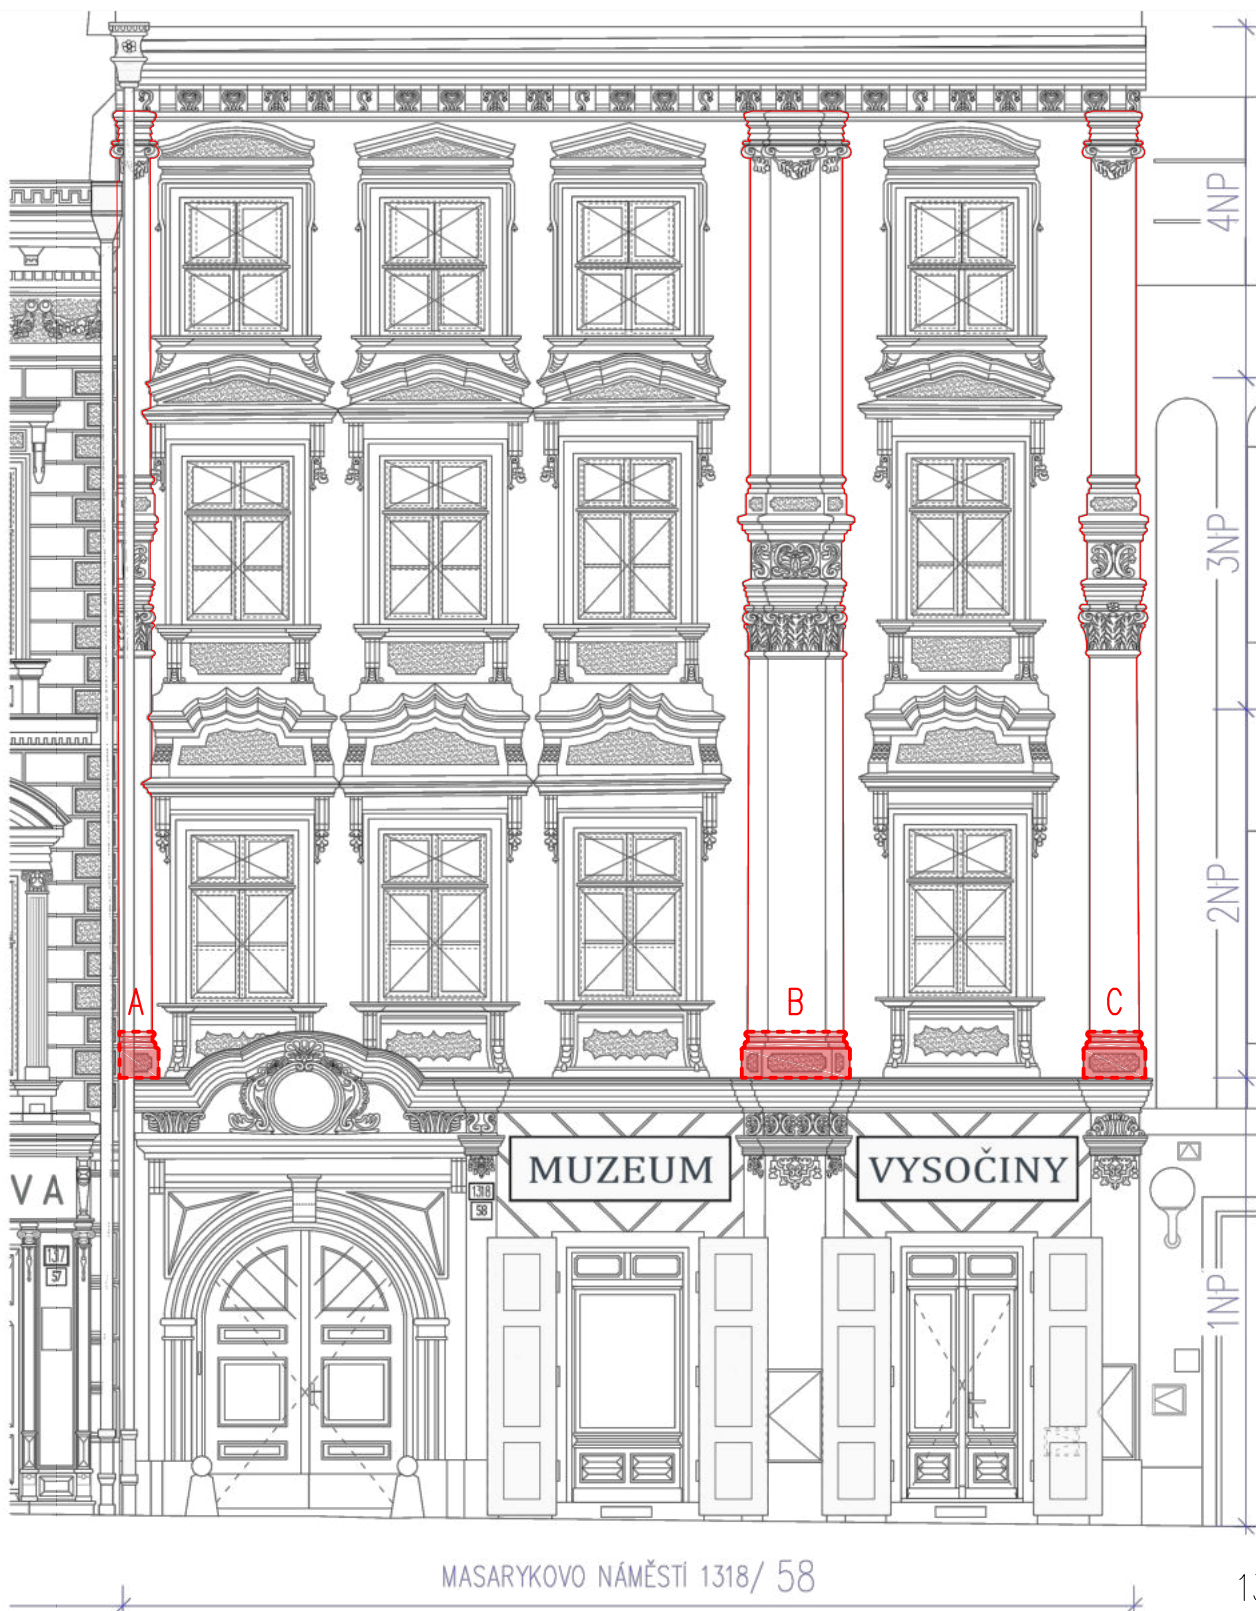 4NP
3NP
2NP
A
B
C
MUZEUM
VYSOČINY
VA
1318
58
137
57
1NP
MASARYKOVO NÁMĚSTÍ 1318/ 58